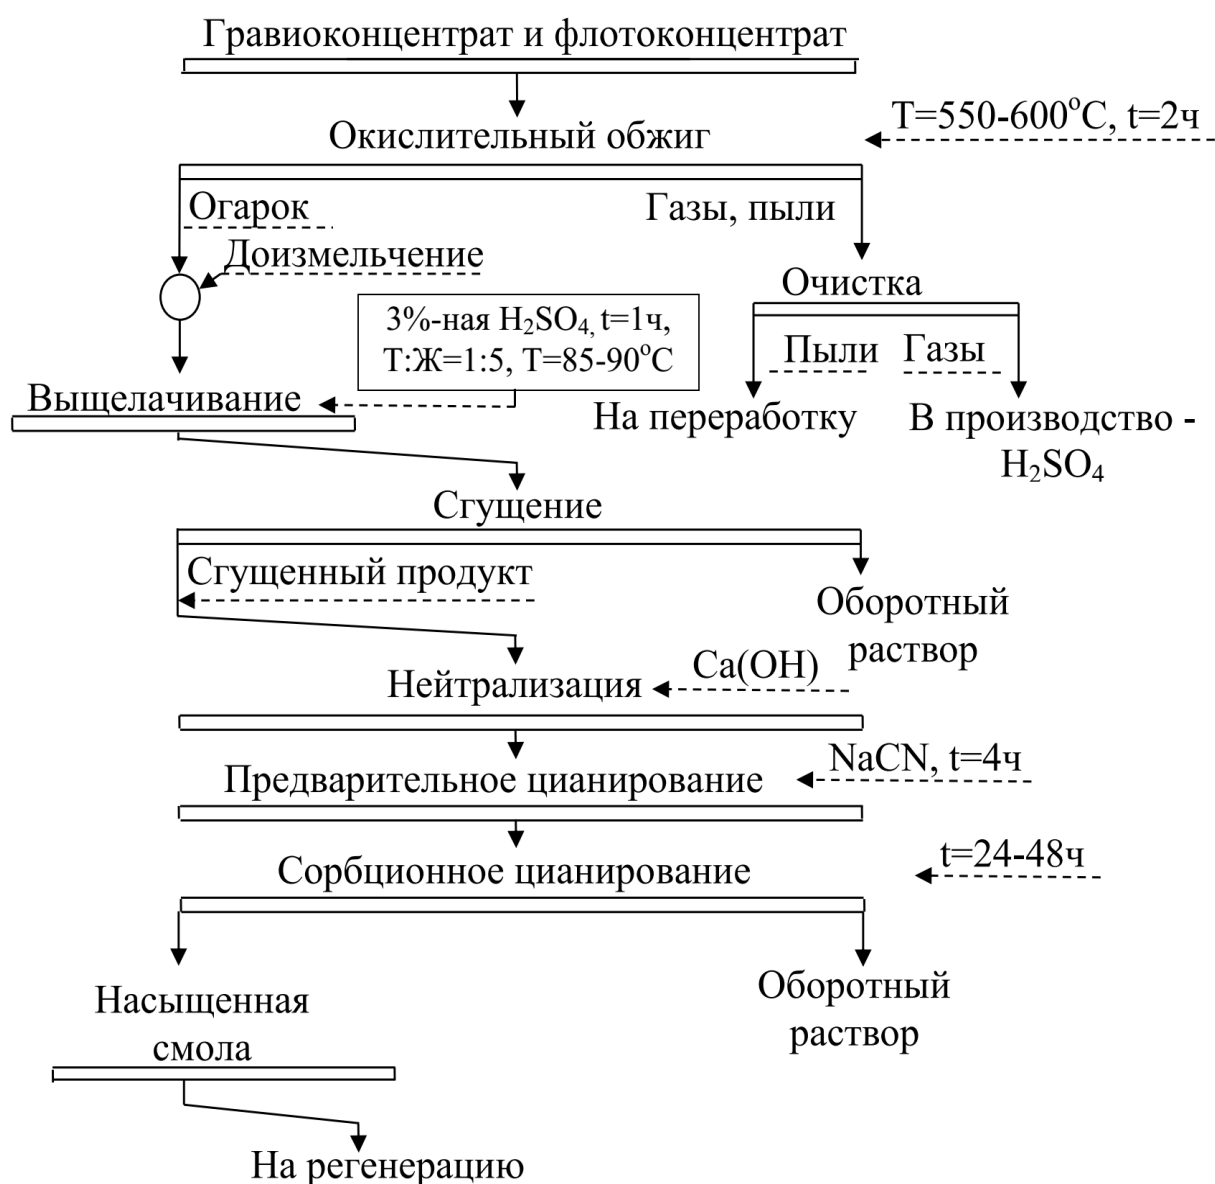 Гравиоконцентрат и флотоконцентрат
Окислительный обжиг
T=550-600°C, t=2ч
Огарок
Газы, пыли
Доизмельчение
Очистка
3%-ная H₂SO₄, t=1ч,
Т:Ж=1:5, T=85-90°C
Пыли
Газы
Выщелачивание
На переработку
В производство -
H₂SO₄
Сгущение
Сгущенный продукт
Оборотный
раствор
Нейтрализация
Ca(OH)
Предварительное цианирование
NaCN, t=4ч
Сорбционное цианирование
t=24-48ч
Насыщенная
смола
Оборотный
раствор
На регенерацию